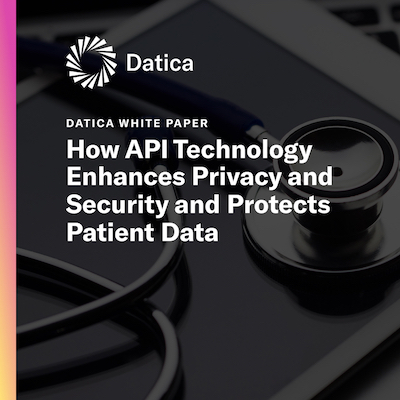 Datica
DATICA WHITE PAPER
How API Technology
Enhances Privacy and
Security and Protects
Patient Data